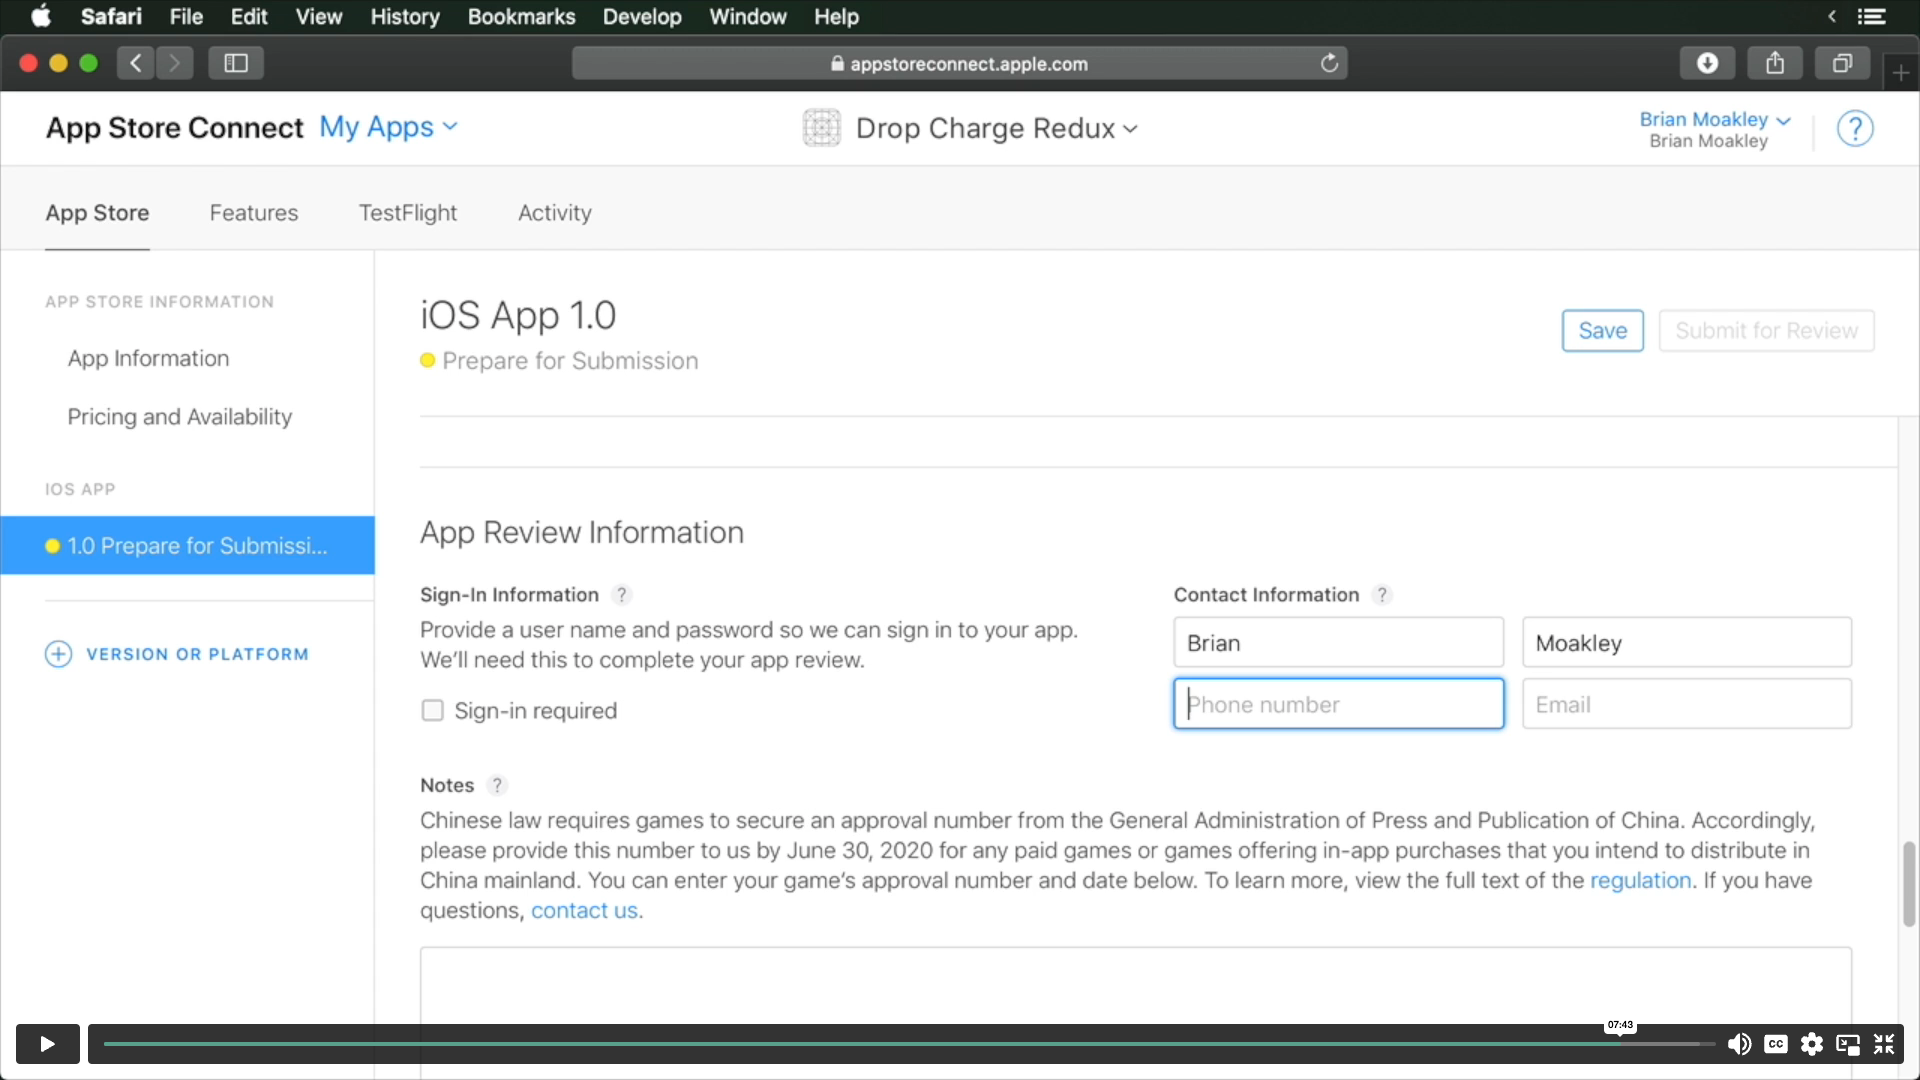 Safari File Edit View History Bookmarks Develop Window Help
appstoreconnect.apple.com
App Store Connect My Apps
Drop Charge Redux
Brian Moakley
Brian Moakley
?
App Store Features TestFlight Activity
APP STORE INFORMATION
App Information
Pricing and Availability
IOS APP
1.0 Prepare for Submissi...
VERSION OR PLATFORM
iOS App 1.0
Prepare for Submission
Save Submit for Review
App Review Information
Sign-In Information ?
Provide a user name and password so we can sign in to your app.
We'll need this to complete your app review.
Sign-in required
Contact Information ?
Brian Moakley
Phone number Email
Notes ?
Chinese law requires games to secure an approval number from the General Administration of Press and Publication of China. Accordingly,
please provide this number to us by June 30, 2020 for any paid games or games offering in-app purchases that you intend to distribute in
China mainland. You can enter your game's approval number and date below. To learn more, view the full text of the regulation. If you have
questions, contact us.
07:43
CC